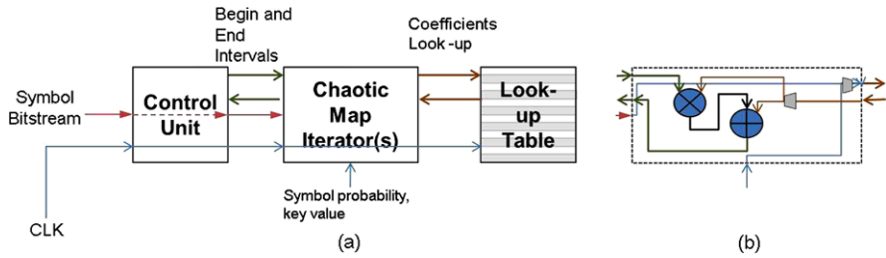 Begin and
End
Intervals
Coefficients
Look-up
Symbol
Bitstream
Control
Unit
Chaotic
Map
Iterator(s)
Look-
up
Table
Symbol probability,
key value
CLK
(a)
(b)